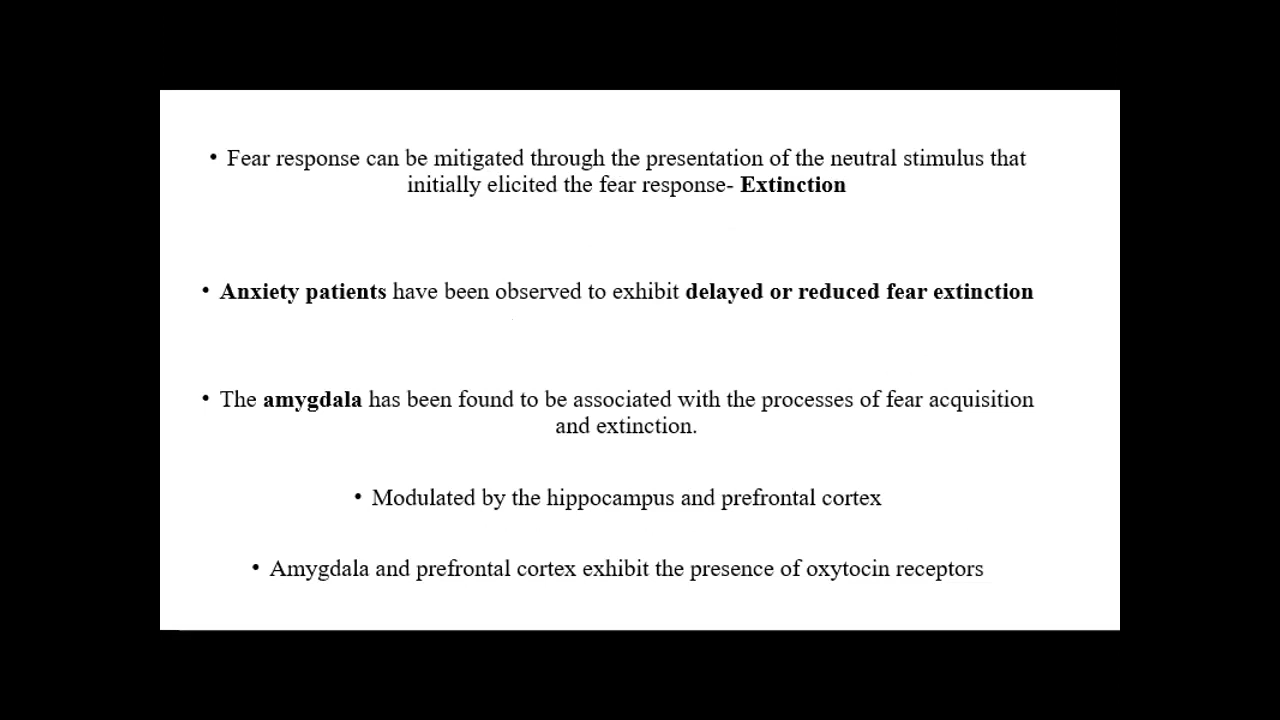 • Fear response can be mitigated through the presentation of the neutral stimulus that
initially elicited the fear response- Extinction
• Anxiety patients have been observed to exhibit delayed or reduced fear extinction
• The amygdala has been found to be associated with the processes of fear acquisition
and extinction.
• Modulated by the hippocampus and prefrontal cortex
• Amygdala and prefrontal cortex exhibit the presence of oxytocin receptors